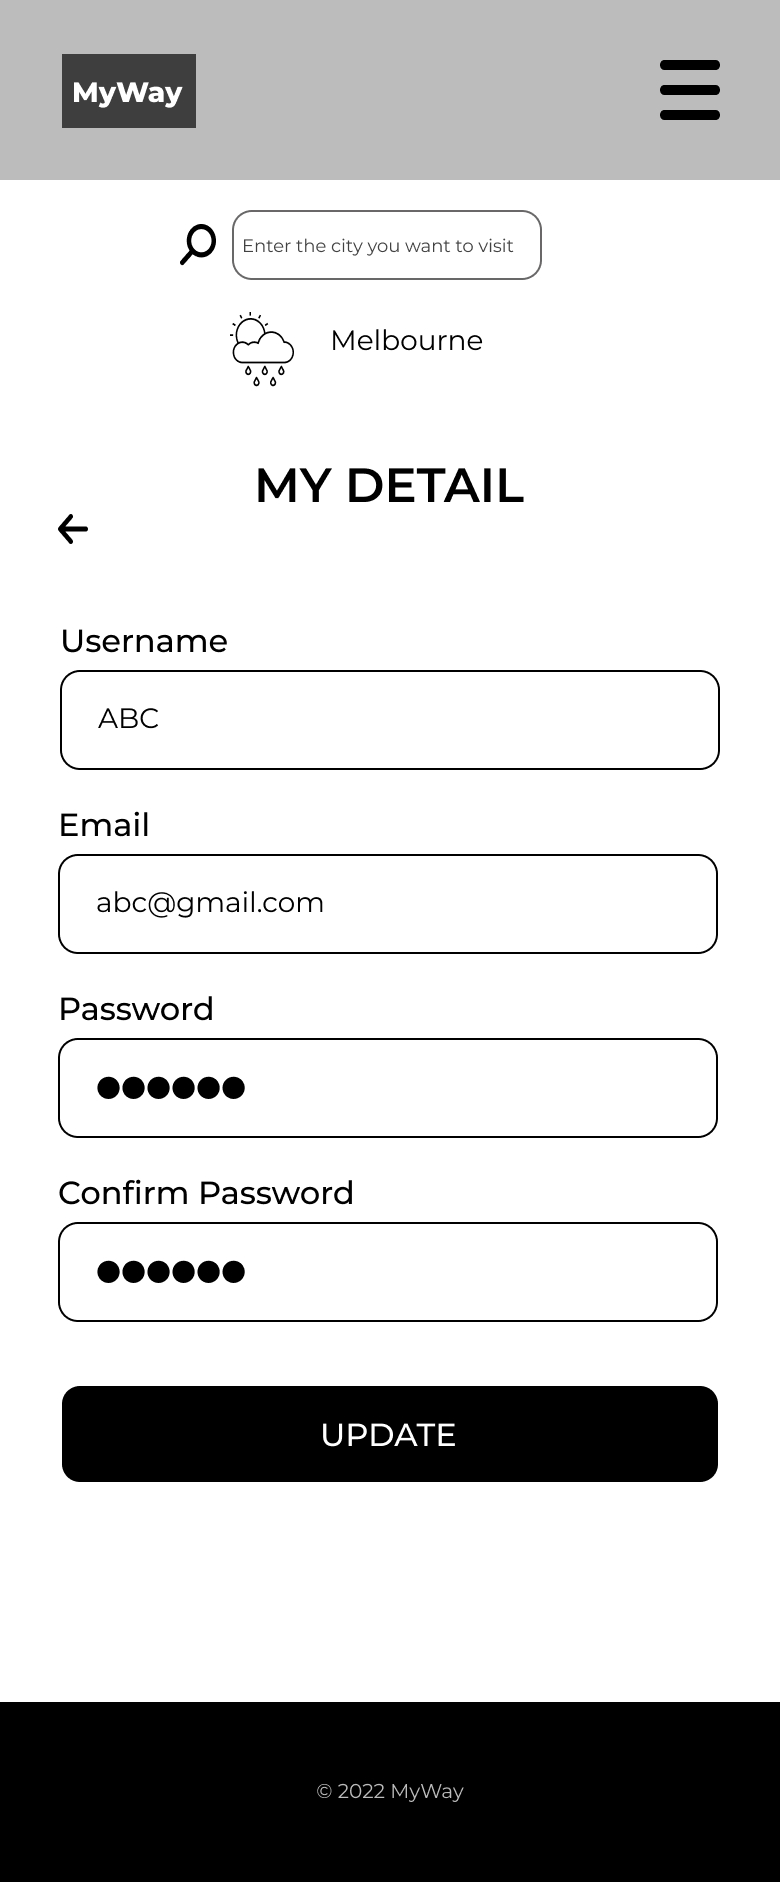 MyWay
Enter the city you want to visit
Melbourne
MY DETAIL
Username
ABC
Email
abc@gmail.com
Password
●●●●●●
Confirm Password
●●●●●●
UPDATE
© 2022 MyWay